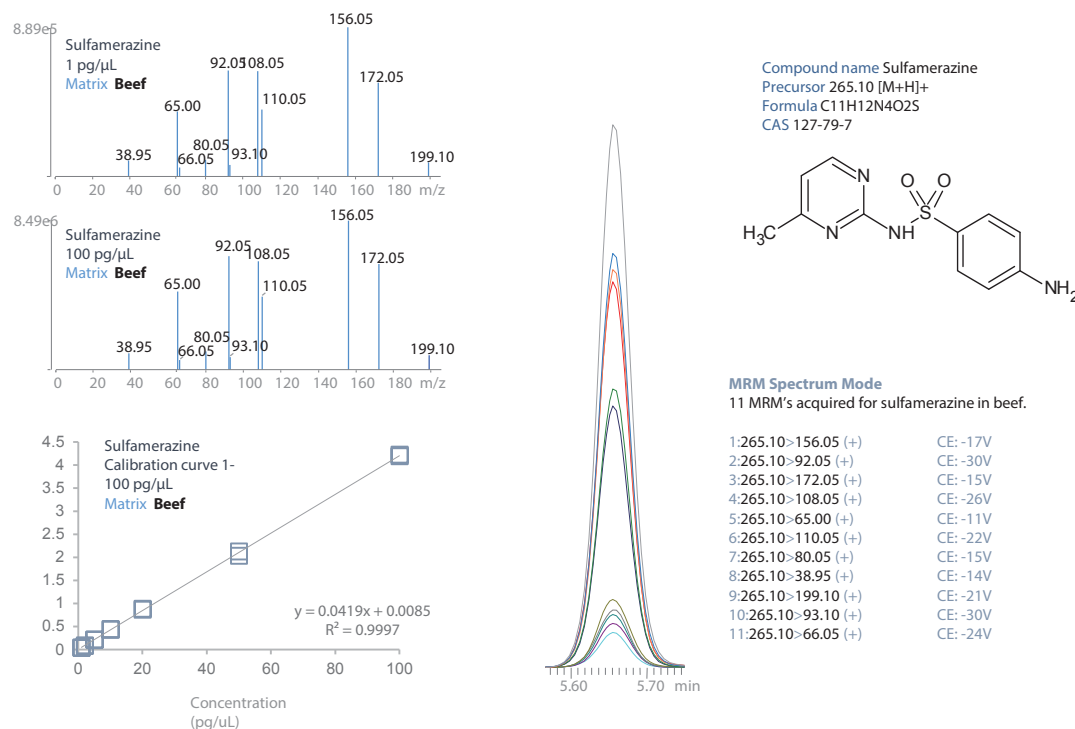 8.89e5
Sulfamerazine
1 pg/µL
Matrix Beef
38.95
65.00
66.05
80.05
92.05
93.10
108.05
110.05
156.05
172.05
199.10
0 20 40 60 80 100 120 140 160 180 m/z
8.49e6
Sulfamerazine
100 pg/µL
Matrix Beef
38.95
65.00
66.05
80.05
92.05
93.10
108.05
110.05
156.05
172.05
199.10
0 20 40 60 80 100 120 140 160 180 m/z
Sulfamerazine
Calibration curve 1-
100 pg/µL
Matrix Beef
4.5
4
3.5
3
2.5
2
1.5
1
0.5
0
y = 0.0419x + 0.0085
R² = 0.9997
0 20 40 60 80 100
Concentration
(pg/uL)
5.60 5.70 min
Compound name Sulfamerazine
Precursor 265.10 [M+H]+
Formula C11H12N4O2S
CAS 127-79-7
N
O O
S
H₃C
N
NH
NH₂
MRM Spectrum Mode
11 MRM's acquired for sulfamerazine in beef.
1:265.10>156.05 (+) CE: -17V
2:265.10>92.05 (+) CE: -30V
3:265.10>172.05 (+) CE: -15V
4:265.10>108.05 (+) CE: -26V
5:265.10>65.00 (+) CE: -11V
6:265.10>110.05 (+) CE: -22V
7:265.10>80.05 (+) CE: -15V
8:265.10>38.95 (+) CE: -14V
9:265.10>199.10 (+) CE: -21V
10:265.10>93.10 (+) CE: -30V
11:265.10>66.05 (+) CE: -24V